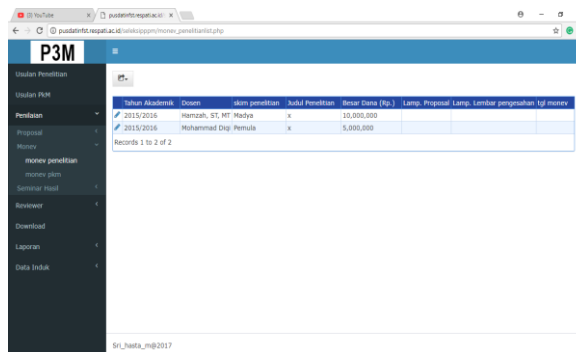 (I) YouTube
pusdatinfst.respati.ac.id
pusdatinfst.respati.ac.id/seleksippm/monev_penelitianlist.php
P3M
Usulan Penelitian
Usulan PkM
Penilaian
Proposal
Monev
monev penelitian
monev pkm
Seminar Hasil
Reviewer
Download
Laporan
Data Induk
Tahun Akademik Dosen skim penelitian Judul Penelitian Besar Dana (Rp.) Lamp. Proposal Lamp. Lembar pengesahan tgl monev
2015/2016 Hamzah, ST, MT Madya x 10,000,000
2015/2016 Mohammad Digi Pemula x 5,000,000
Records 1 to 2 of 2
Sri_hasta_m@2017